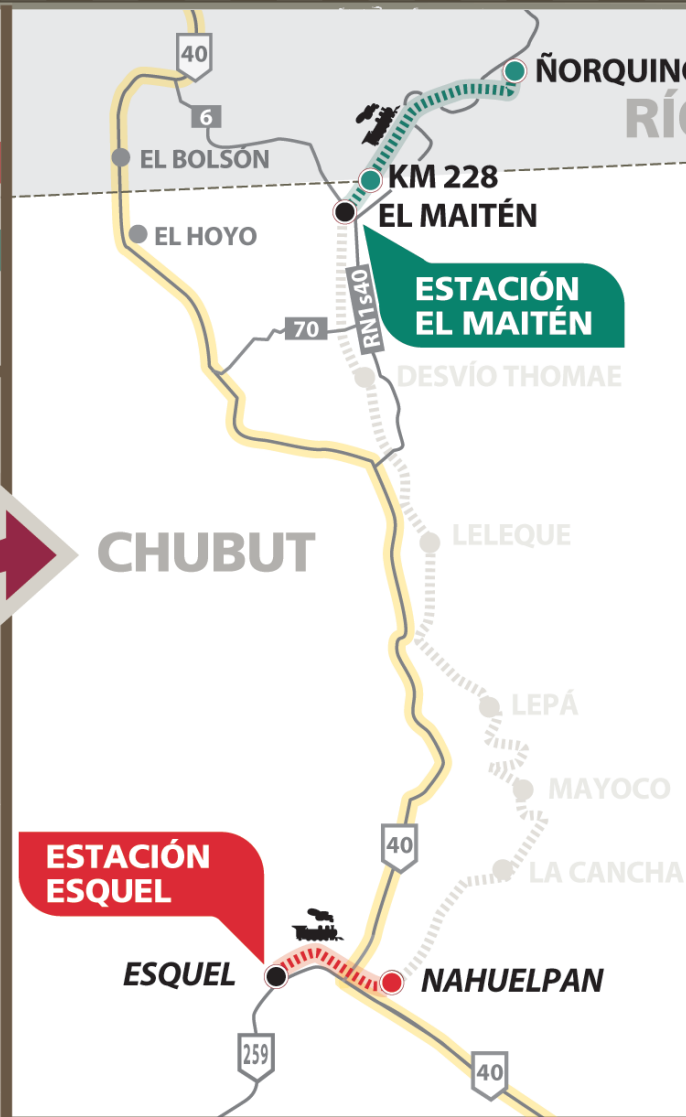 40
ÑORQUINC
RÍO
6
EL BOLSÓN
KM 228
EL MAITÉN
EL HOYO
RN1s40
ESTACIÓN
EL MAITÉN
70
DESVÍO THOMAE
LELEQUE
CHUBUT
LEPÁ
MAYOCO
40
ESTACIÓN
ESQUEL
LA CANCHA
ESQUEL
NAHUELPAN
259
40